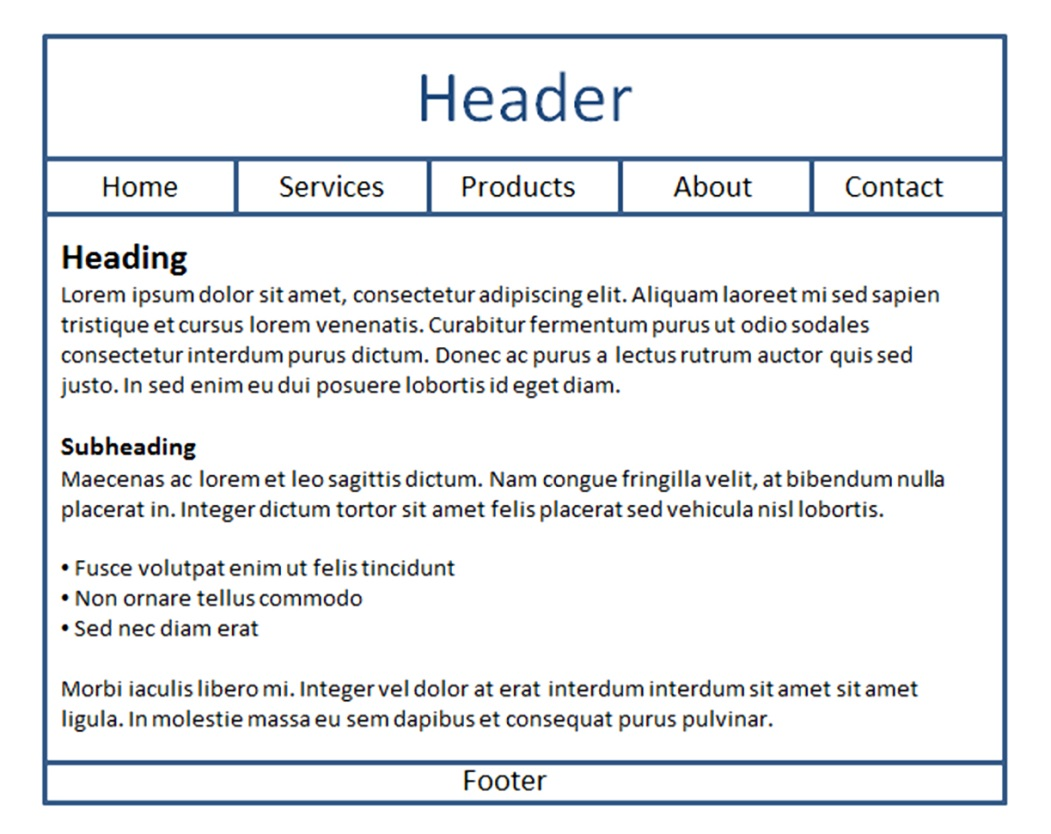 Header
Home Services Products About Contact
Heading
Lorem ipsum dolor sit amet, consectetur adipiscing elit. Aliquam laoreet mi sed sapien
tristique et cursus lorem venenatis. Curabitur fermentum purus ut odio sodales
consectetur interdum purus dictum. Donec ac purus a lectus rutrum auctor quis sed
justo. In sed enim eu dui posuere lobortis id eget diam.
Subheading
Maecenas ac lorem et leo sagittis dictum. Nam congue fringilla velit, at bibendum nulla
placerat in. Integer dictum tortor sit amet felis placerat sed vehicula nisl lobortis.
• Fusce volutpat enim ut felis tincidunt
• Non ornare tellus commodo
• Sed nec diam erat
Morbi iaculis libero mi. Integer vel dolor at erat interdum interdum sit amet sit amet
ligula. In molestie massa eu sem dapibus et consequat purus pulvinar.
Footer